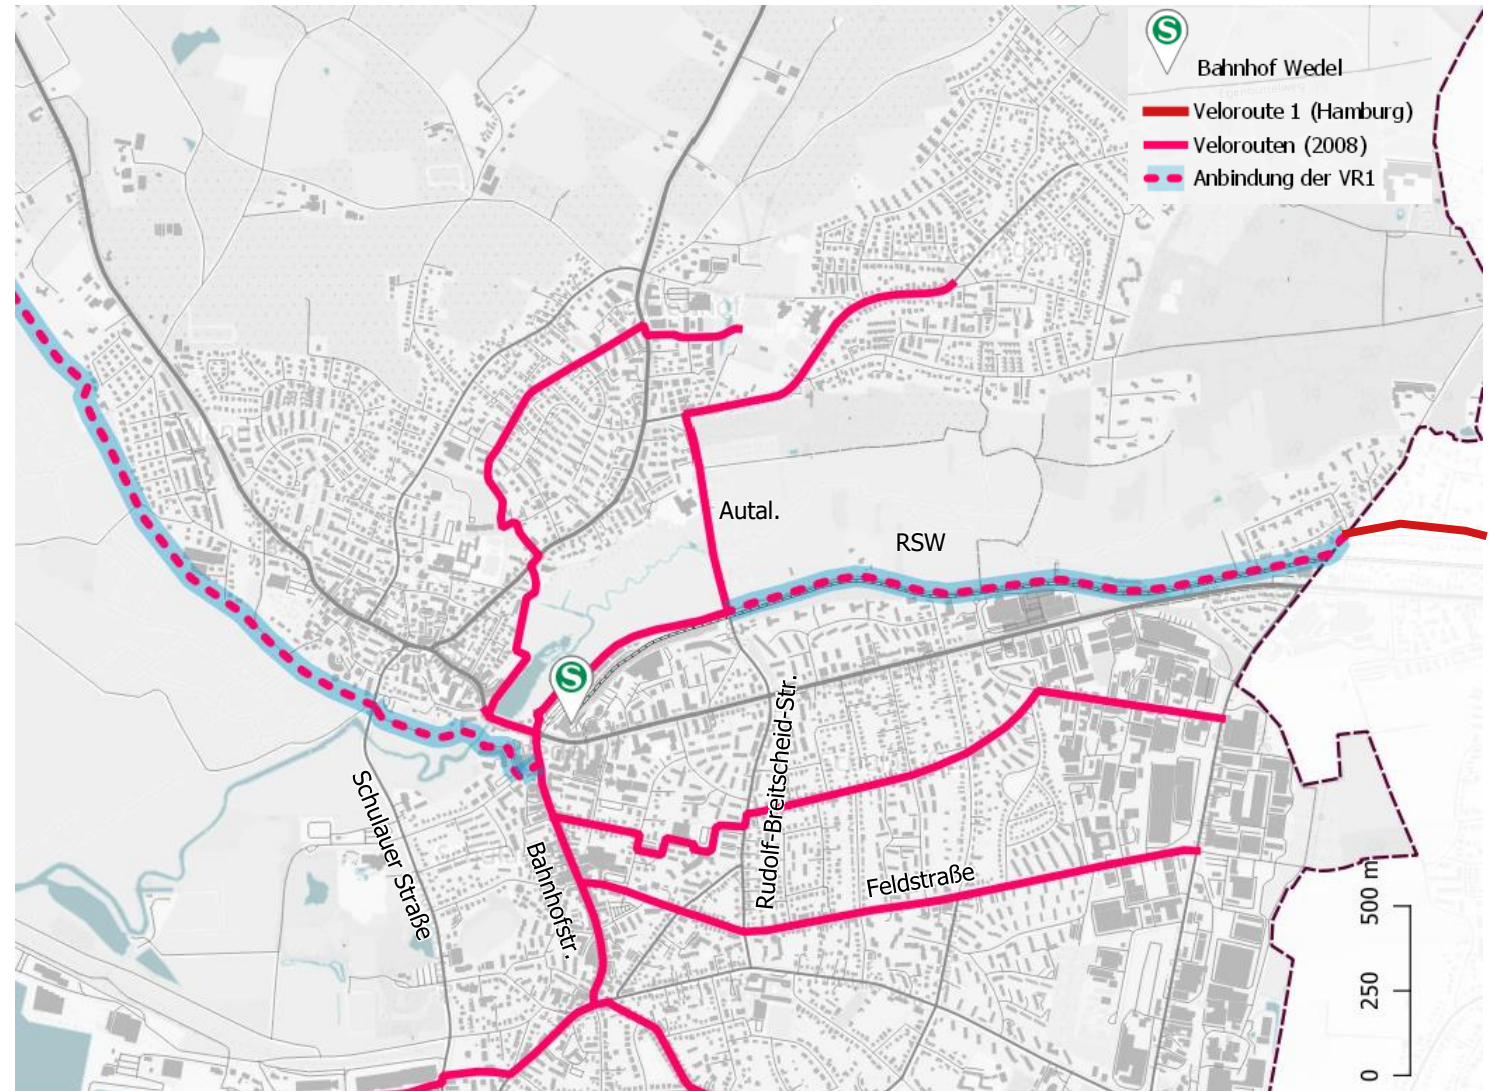 S
Bahnhof Wedel
Veloroute 1 (Hamburg)
Velorouten (2008)
Anbindung der VR1
Autal.
RSW
S
Rudolf-Breitscheid-Str.
Schulauer Straße
Bahnhofstr.
Feldstraße
500 m
250
0